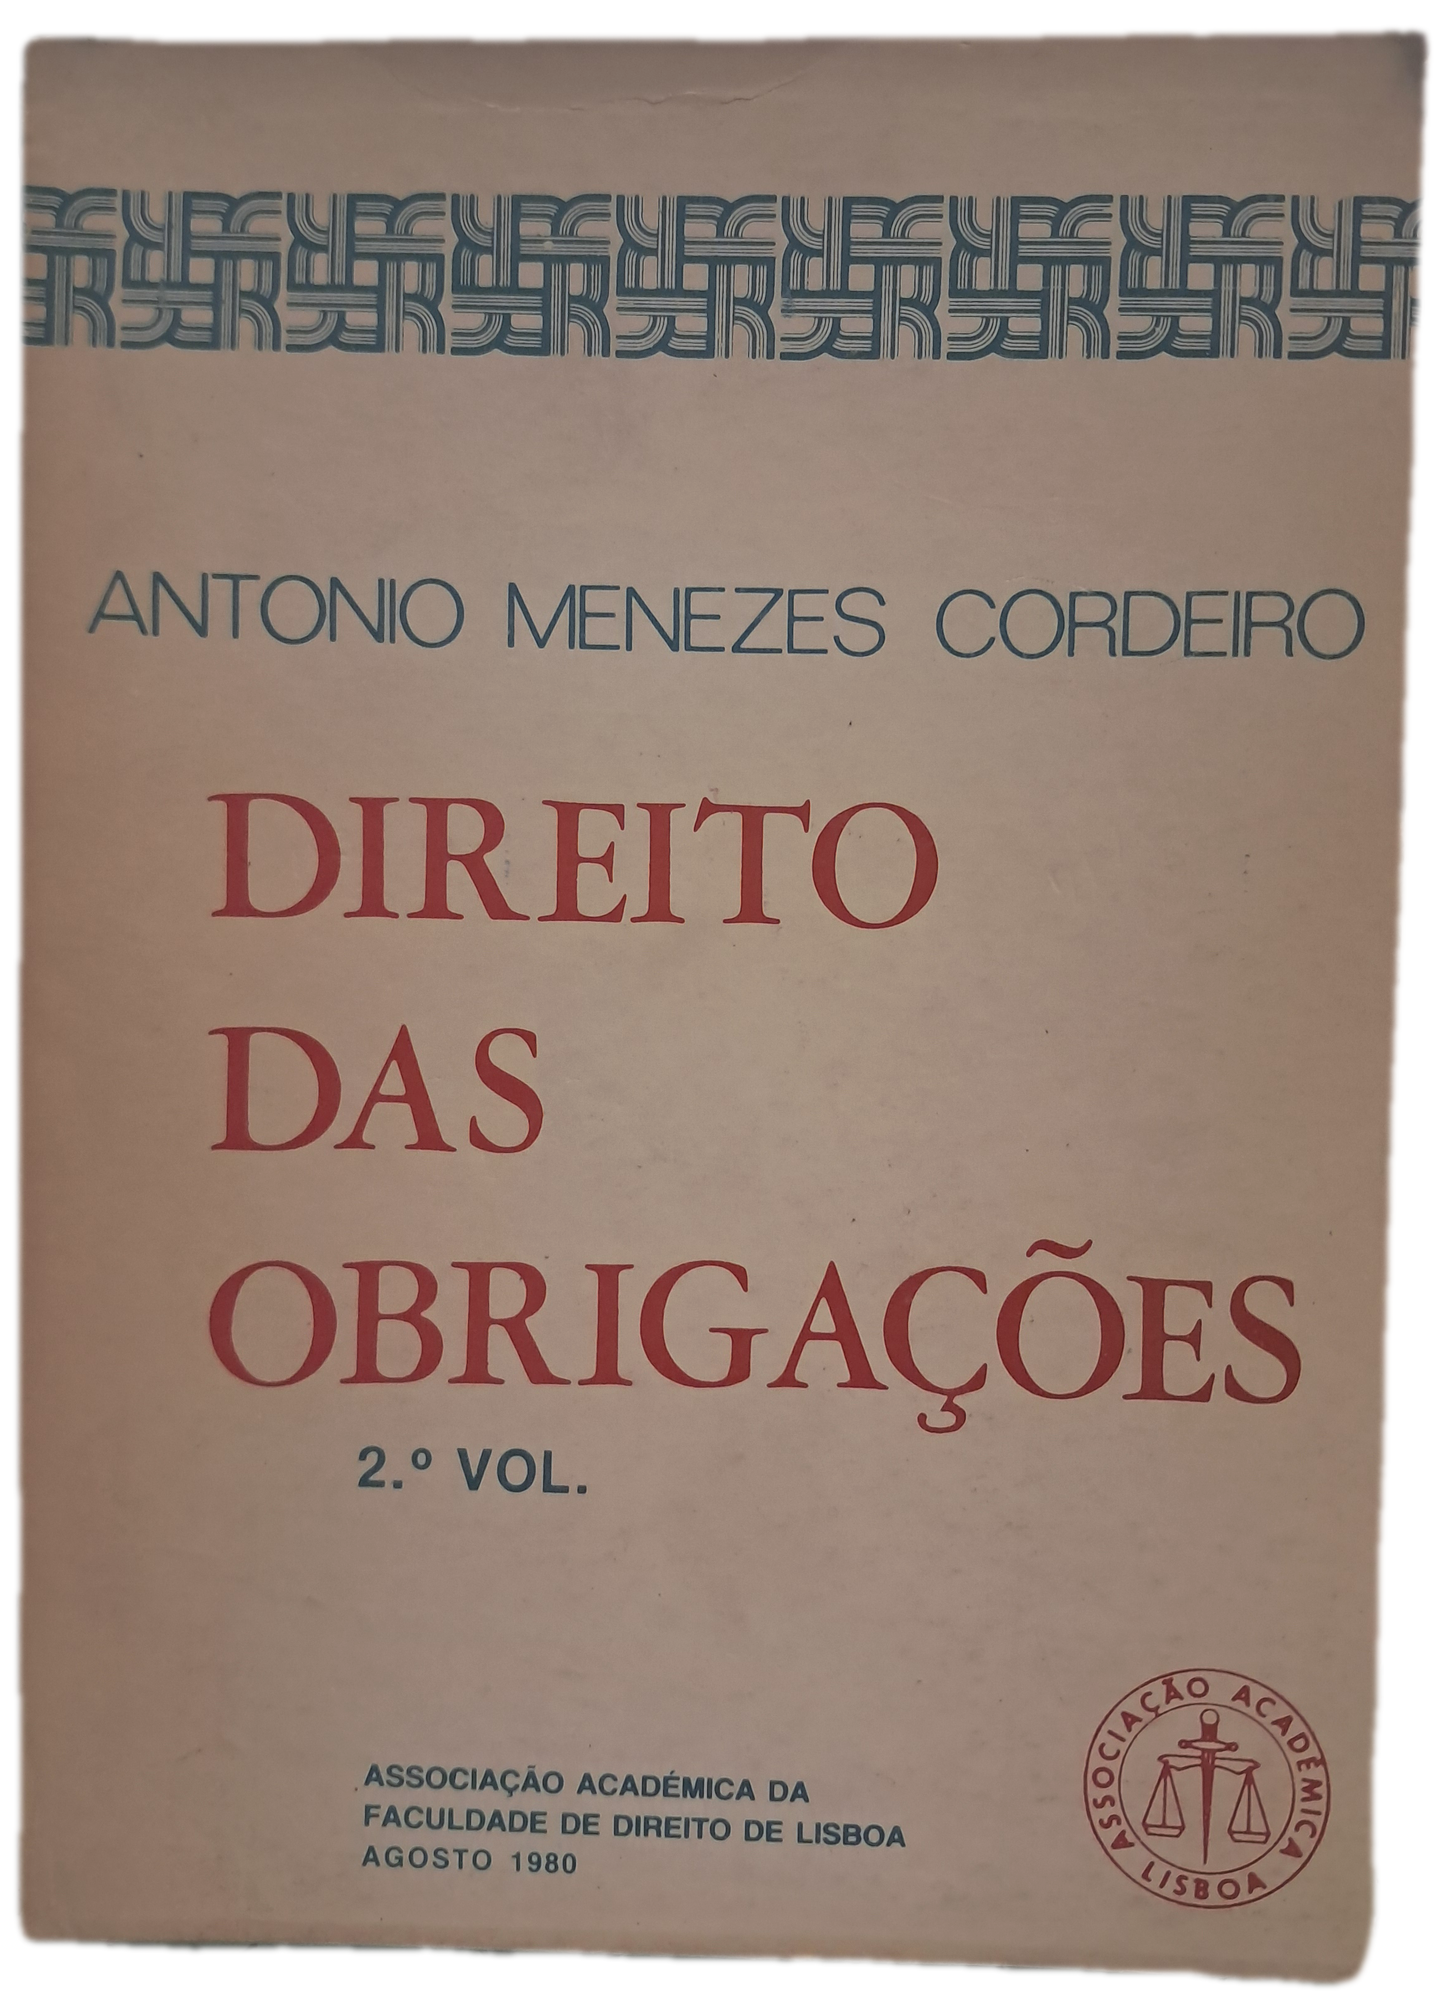 ANTONIO MENEZES CORDEIRO
DIREITO
DAS
OBRIGAÇÕES
2.º VOL.
ASSOCIAÇÃO ACADÉMICA DA
FACULDADE DE DIREITO DE LISBOA
AGOSTO 1980
ASSOCIAÇÃO ACADÉMICA
LISBOA